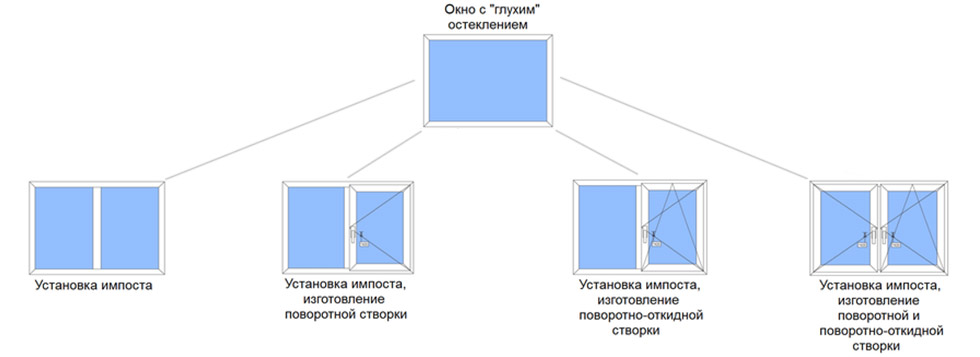 Окно с "глухим"
остеклением
Установка импоста
Установка импоста,
изготовление
поворотной створки
Установка импоста,
изготовление
поворотно-откидной
створки
Установка импоста,
изготовление
поворотной и
поворотно-откидной
створки